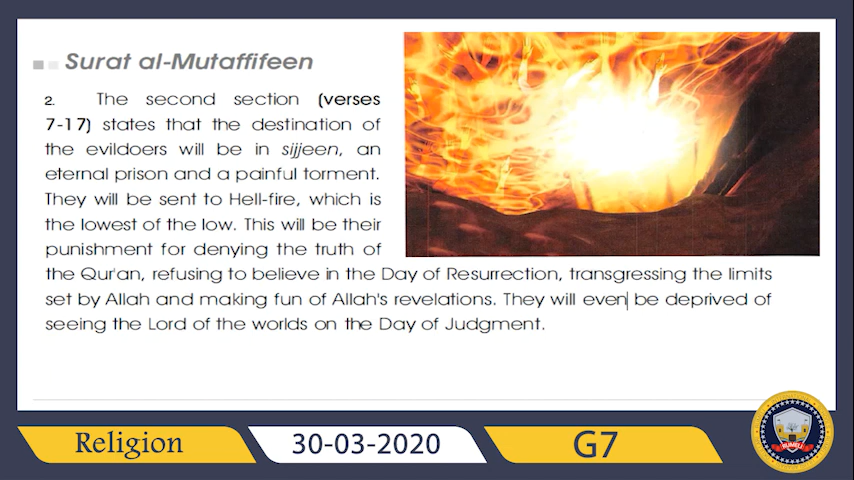 Surat al-Mutaffifeen
2. The second section (verses
7-17) states that the destination of
the evildoers will be in sijjeen, an
eternal prison and a painful torment.
They will be sent to Hell-fire, which is
the lowest of the low. This will be their
punishment for denying the truth of
the Qur'an, refusing to believe in the Day of Resurrection, transgressing the limits
set by Allah and making fun of Allah's revelations. They will even be deprived of
seeing the Lord of the worlds on the Day of Judgment.
Religion
30-03-2020
G7